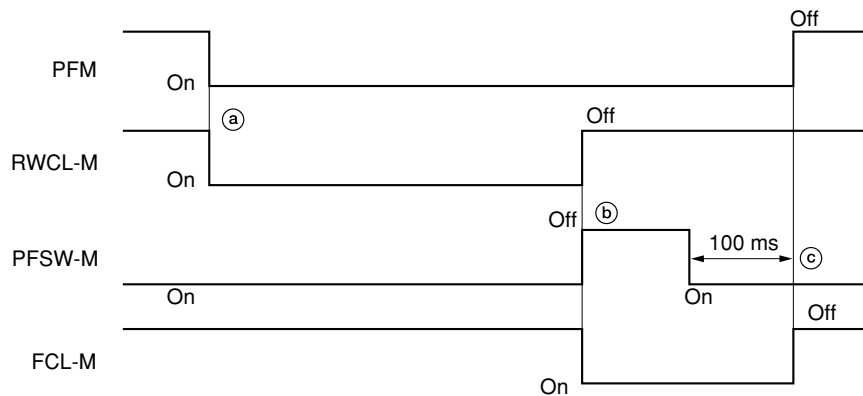 Off
PFM
On
ⓐ
Off
RWCL-M
On
Off ⓑ
100 ms
PFSW-M
ⓒ
On
On
Off
FCL-M
On